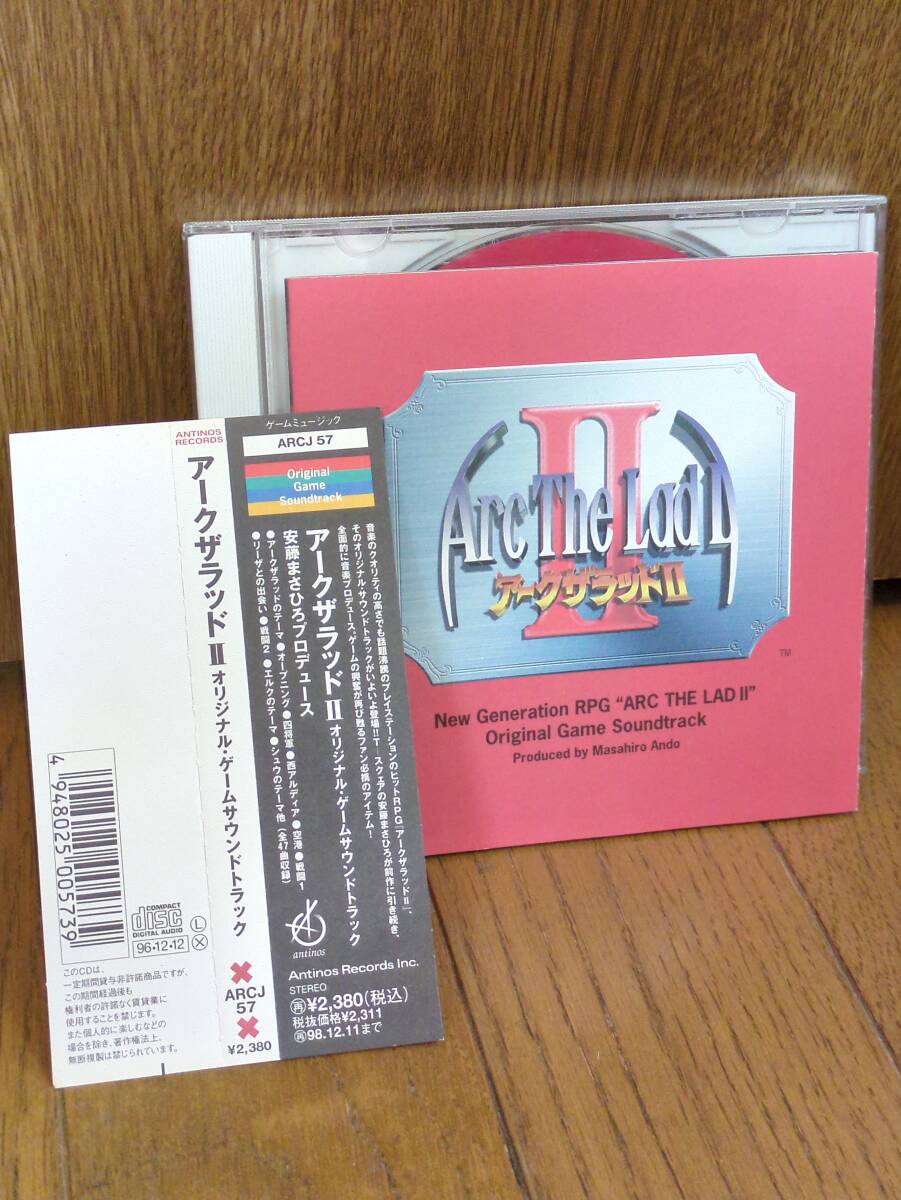 Arc The Lad II
アークザラッドII
TM
New Generation RPG “ARC THE LAD II”
Original Game Soundtrack
Produced by Masahiro Ando
ゲームミュージック
ARCJ 57
Original
Game
Soundtrack
音楽のクオリティの高さでも話題沸騰のプレイステーションのヒットRPG『アークザラッドII』、
そのオリジナル・サウンドトラックがいよいよ登場!!T―スクェアの安藤まさひろが前作に引き続き、
全面的に音楽プロデュース。ゲームの興奮が再び甦るファン必携のアイテム!
アークザラッドII オリジナル・ゲームサウンドトラック
安藤まさひろプロデュース
●アークザラッドのテーマ ●オープニング ●四将軍 ●西アルディア ●空港 ●戦闘1
●リーザとの出会い ●戦闘2 ●エルクのテーマ ●シュウのテーマ他(全47曲収録)
antinos
Antinos Records Inc.
STEREO
再¥2,380(税込)
税抜価格¥2,311
再98.12.11まで
ANTINOS
RECORDS
アークザラッドII オリジナル・ゲームサウンドトラック
ARCJ
57
¥2,380
4 948025 005739
COMPACT
disc
DIGITAL AUDIO
L
X
96・12・12
このCDは、
一定期間貸与非許諾商品ですが、
この期間経過後も
権利者の許諾なく賃貸業に
使用することを禁じます。
また個人的に楽しむなどの
場合を除き、著作権法上、
無断複製は禁じられています。